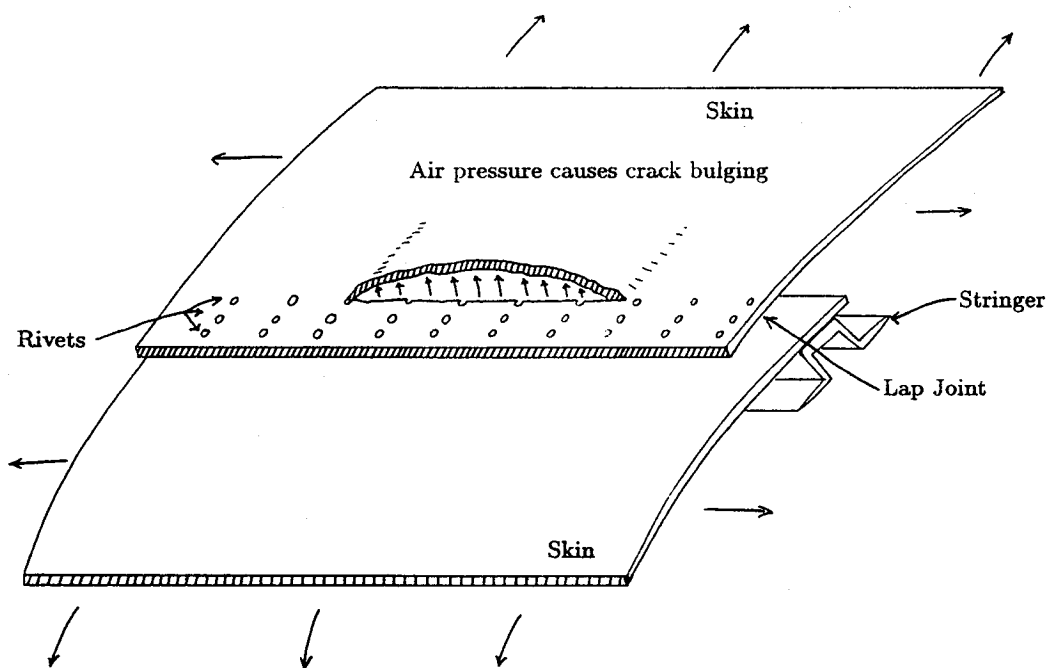 Skin
Air pressure causes crack bulging
Stringer
Rivets
Lap Joint
Skin